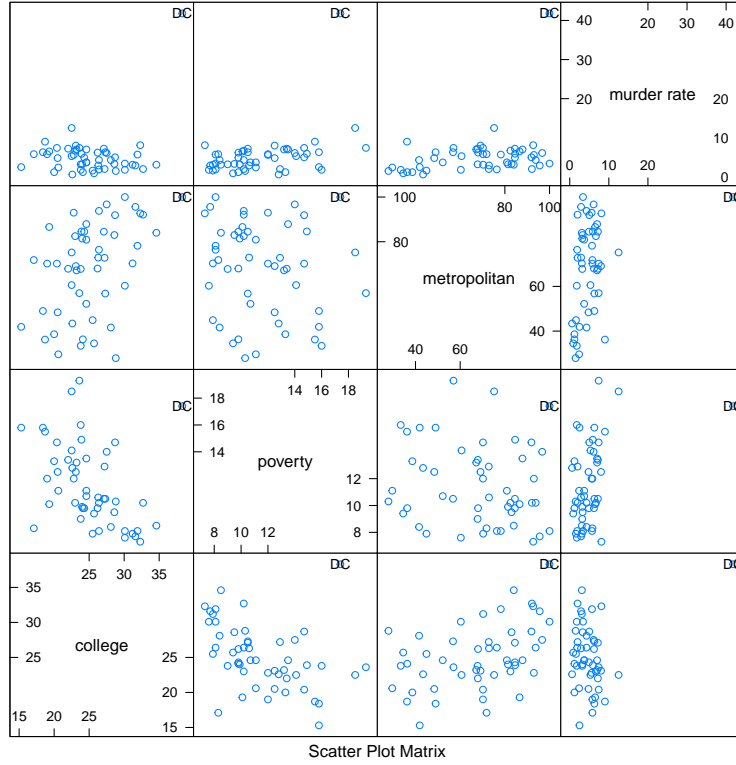 DC DC DC 0 20 40
40
30
20 murder rate 20
10
0
0 10 20
DC DC 80 100 DC
100
80
metropolitan
60
40
40 60
DC 14 16 18 DC DC
18
16
14
poverty
12
10
8
8 10 12
25 30 35 DC DC DC
35
30
25 college 25
20
15
15 20 25
Scatter Plot Matrix